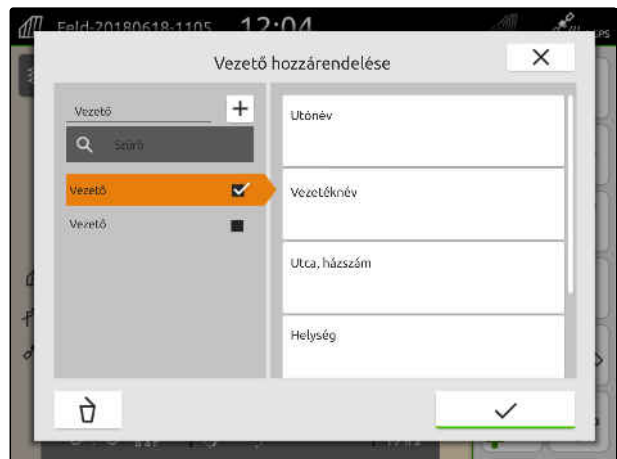 Feld-20180618-1105 12:04
Vezető hozzárendelése
Vezető
Szűrő
Vezető
Vezető
Utónév
Vezetéknév
Utca, házszám
Helység